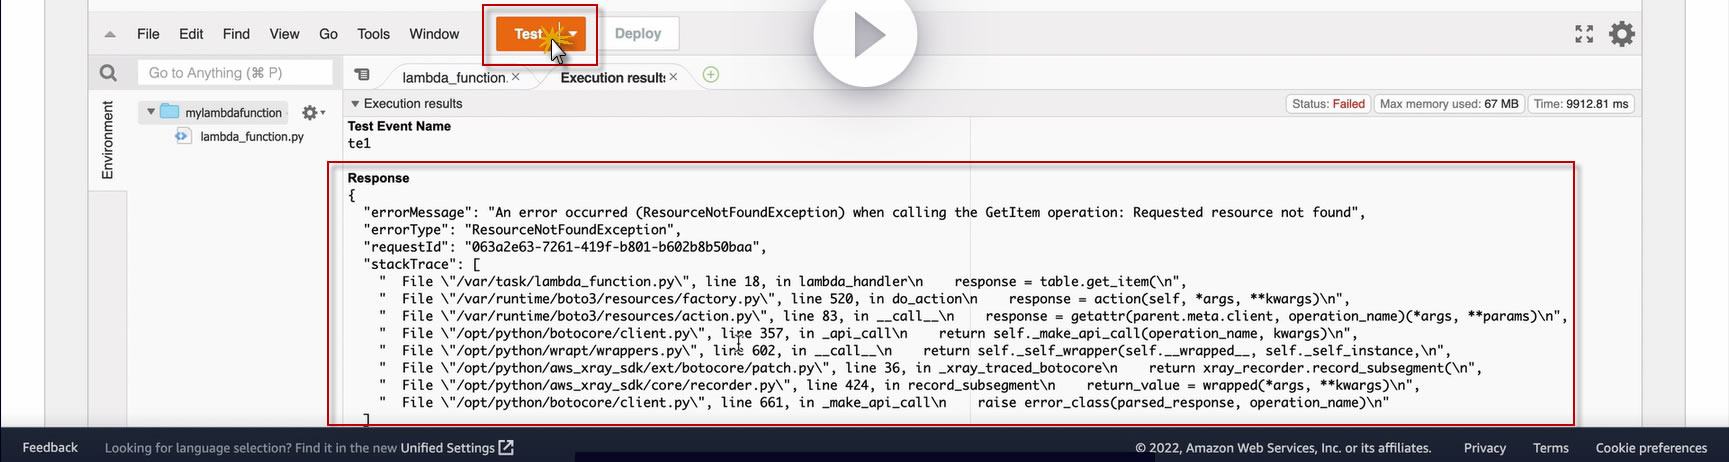 File Edit Find View Go Tools Window Test Deploy
Go to Anything (⌘ P) lambda_function. × Execution results ×
Environment
mylambdafunction
lambda_function.py
Execution results Status: Failed Max memory used: 67 MB Time: 9912.81 ms
Test Event Name
te1
Response
{
"errorMessage": "An error occurred (ResourceNotFoundException) when calling the GetItem operation: Requested resource not found",
"errorType": "ResourceNotFoundException",
"requestId": "063a2e63-7261-419f-b801-b602b8b50baa",
"stackTrace": [
"  File \"/var/task/lambda_function.py\", line 18, in lambda_handler\n    response = table.get_item(\n",
"  File \"/var/runtime/boto3/resources/factory.py\", line 520, in do_action\n    response = action(self, *args, **kwargs)\n",
"  File \"/var/runtime/boto3/resources/action.py\", line 83, in __call__\n    response = getattr(parent.meta.client, operation_name)(*args, **params)\n",
"  File \"/opt/python/botocore/client.py\", line 357, in _api_call\n    return self._make_api_call(operation_name, kwargs)\n",
"  File \"/opt/python/wrapt/wrappers.py\", line 602, in __call__\n    return self._self_wrapper(self.__wrapped__, self._self_instance,\n",
"  File \"/opt/python/aws_xray_sdk/ext/botocore/patch.py\", line 36, in _xray_traced_botocore\n    return xray_recorder.record_subsegment(\n",
"  File \"/opt/python/aws_xray_sdk/core/recorder.py\", line 424, in record_subsegment\n    return_value = wrapped(*args, **kwargs)\n",
"  File \"/opt/python/botocore/client.py\", line 661, in _make_api_call\n    raise error_class(parsed_response, operation_name)\n"
]
Feedback Looking for language selection? Find it in the new Unified Settings © 2022, Amazon Web Services, Inc. or its affiliates. Privacy Terms Cookie preferences